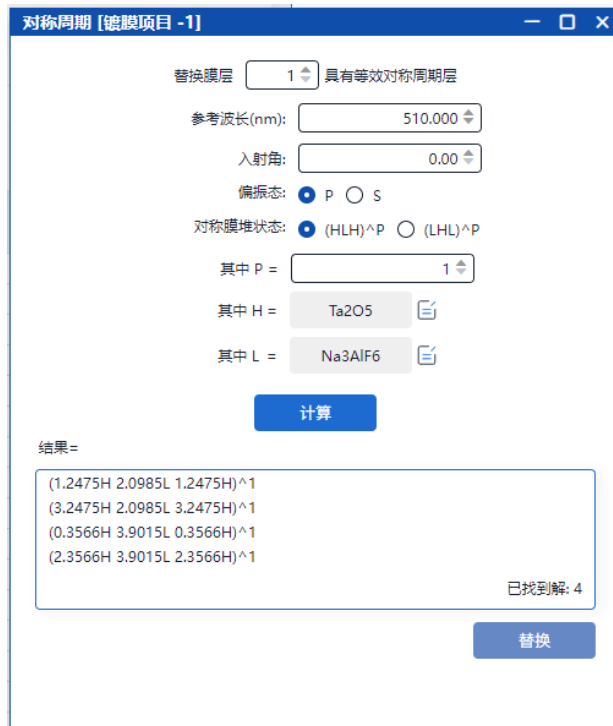 对称周期 [镀膜项目 -1]
替换膜层 1 具有等效对称周期层
参考波长(nm): 510.000
入射角: 0.00
偏振态: P S
对称膜堆状态: (HLH)^P (LHL)^P
其中 P = 1
其中 H = Ta2O5
其中 L = Na3AlF6
计算
结果=
(1.2475H 2.0985L 1.2475H)^1
(3.2475H 2.0985L 3.2475H)^1
(0.3566H 3.9015L 0.3566H)^1
(2.3566H 3.9015L 2.3566H)^1
已找到解: 4
替换